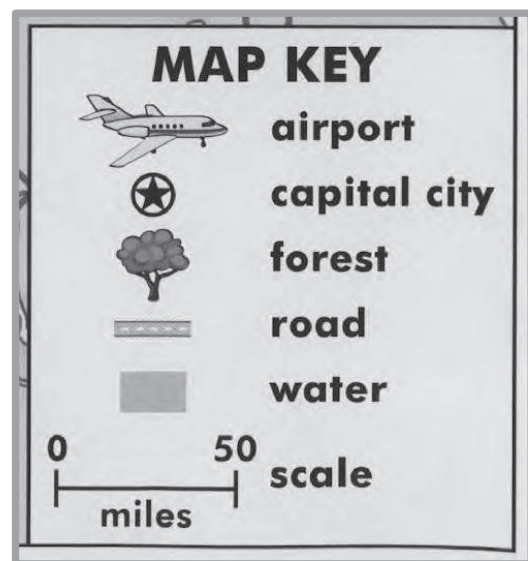 MAP KEY
airport
capital city
forest
road
water
0 50
scale
miles